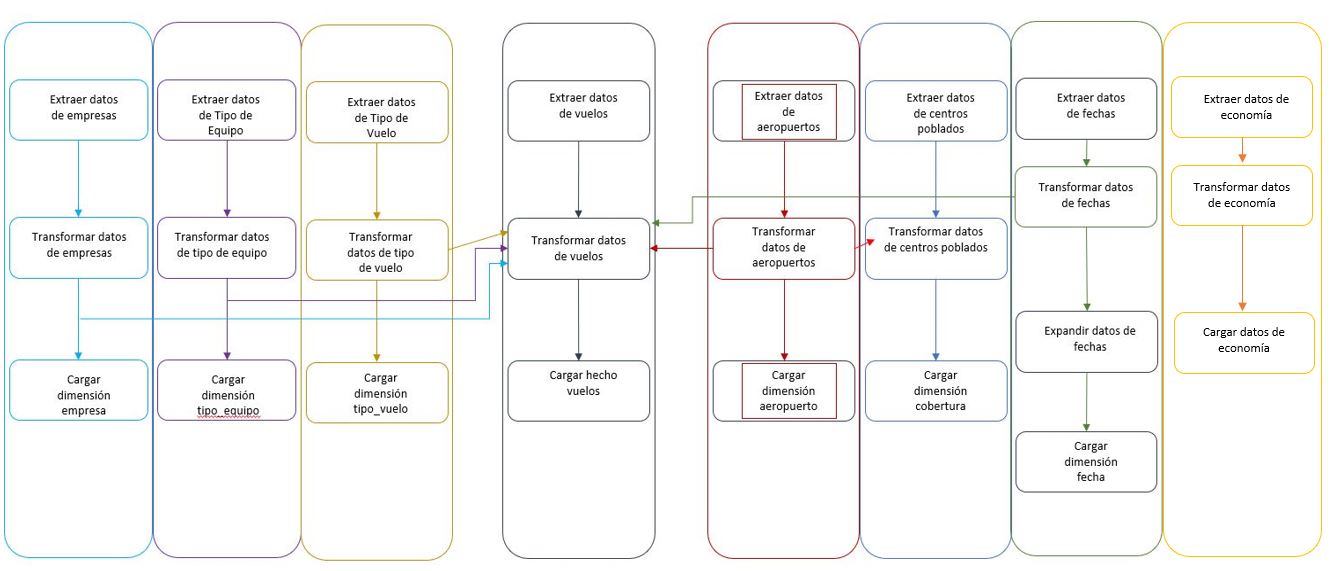 Extraer datos
de empresas
Extraer datos
de Tipo de
Equipo
Extraer datos
de Tipo de
Vuelo
Extraer datos
de vuelos
Extraer datos
de
aeropuertos
Extraer datos
de centros
poblados
Extraer datos
de fechas
Extraer datos de
economía
Transformar datos
de empresas
Transformar datos
de tipo de equipo
Transformar
datos de tipo
de vuelo
Transformar datos
de vuelos
Transformar
datos de
aeropuertos
Transformar datos
de centros poblados
Transformar datos
de fechas
Transformar datos
de economía
Expandir datos de
fechas
Cargar datos de
economía
Cargar
dimensión
empresa
Cargar
dimensión
tipo_equipo
Cargar
dimensión
tipo_vuelo
Cargar hecho
vuelos
Cargar
dimensión
aeropuerto
Cargar
dimensión
cobertura
Cargar
dimensión
fecha